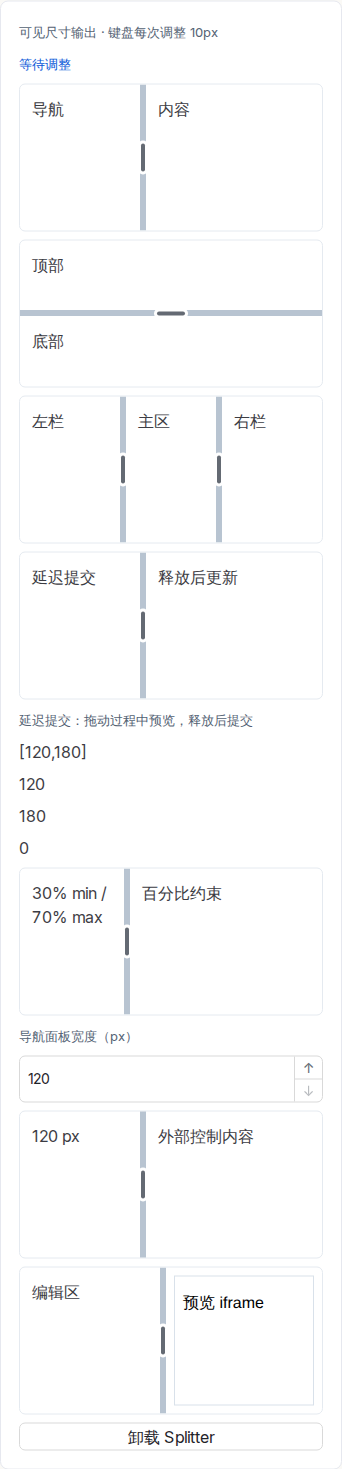 可见尺寸输出 · 键盘每次调整 10px
等待调整
导航 内容
顶部
底部
左栏 主区 右栏
延迟提交 释放后更新
延迟提交：拖动过程中预览，释放后提交
[120,180]
120
180
0
30% min / 百分比约束
70% max
导航面板宽度（px）
120
120 px 外部控制内容
编辑区 预览 iframe
卸载 Splitter